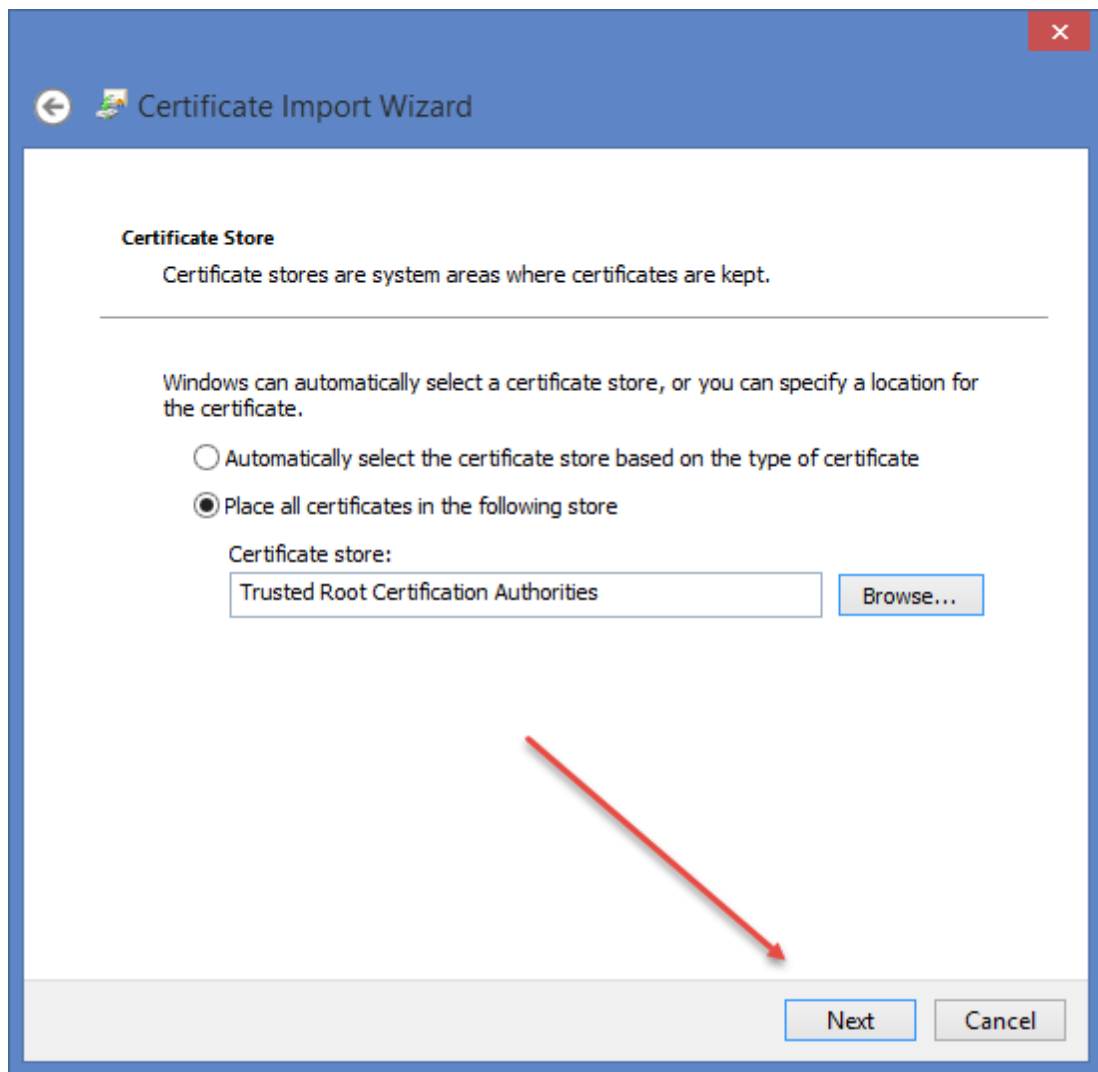 Certificate Import Wizard
Certificate Store
Certificate stores are system areas where certificates are kept.
Windows can automatically select a certificate store, or you can specify a location for
the certificate.
Automatically select the certificate store based on the type of certificate
Place all certificates in the following store
Certificate store:
Trusted Root Certification Authorities
Browse...
Next
Cancel